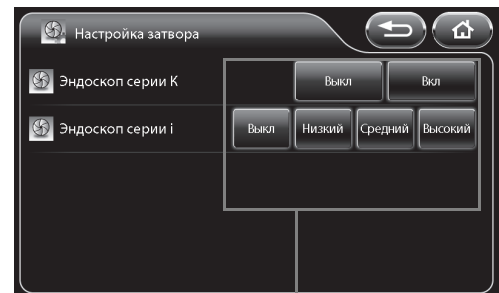 Настройка затвора
Эндоскоп серии K
Выкл
Вкл
Эндоскоп серии i
Выкл
Низкий
Средний
Высокий